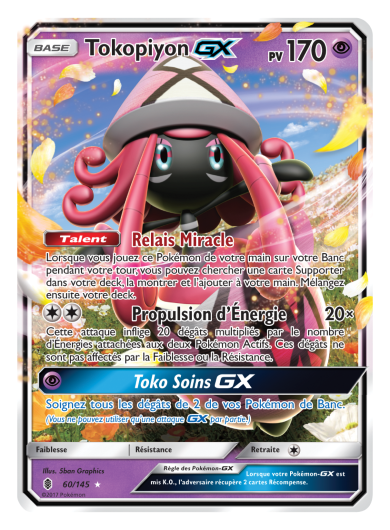 BASE Tokopiyon GX PV 170
Talent Relais Miracle
Lorsque vous jouez ce Pokémon de votre main sur votre Banc
pendant votre tour, vous pouvez chercher une carte Supporter
dans votre deck, la montrer et l'ajouter à votre main. Mélangez
ensuite votre deck.
Propulsion d'Énergie 20×
Cette attaque inflige 20 dégâts multipliés par le nombre
d'Énergies attachées aux deux Pokémon Actifs. Ces dégâts ne
sont pas affectés par la Faiblesse ou la Résistance.
Toko Soins GX
Soignez tous les dégâts de 2 de vos Pokémon de Banc.
(Vous ne pouvez utiliser qu'une attaque GX par partie.)
Faiblesse Résistance Retraite
Illus. 5ban Graphics
60/145
©2017 Pokémon
Règle des Pokémon-GX
Lorsque votre Pokémon-GX est
mis K.O., l'adversaire récupère 2 cartes Récompense.